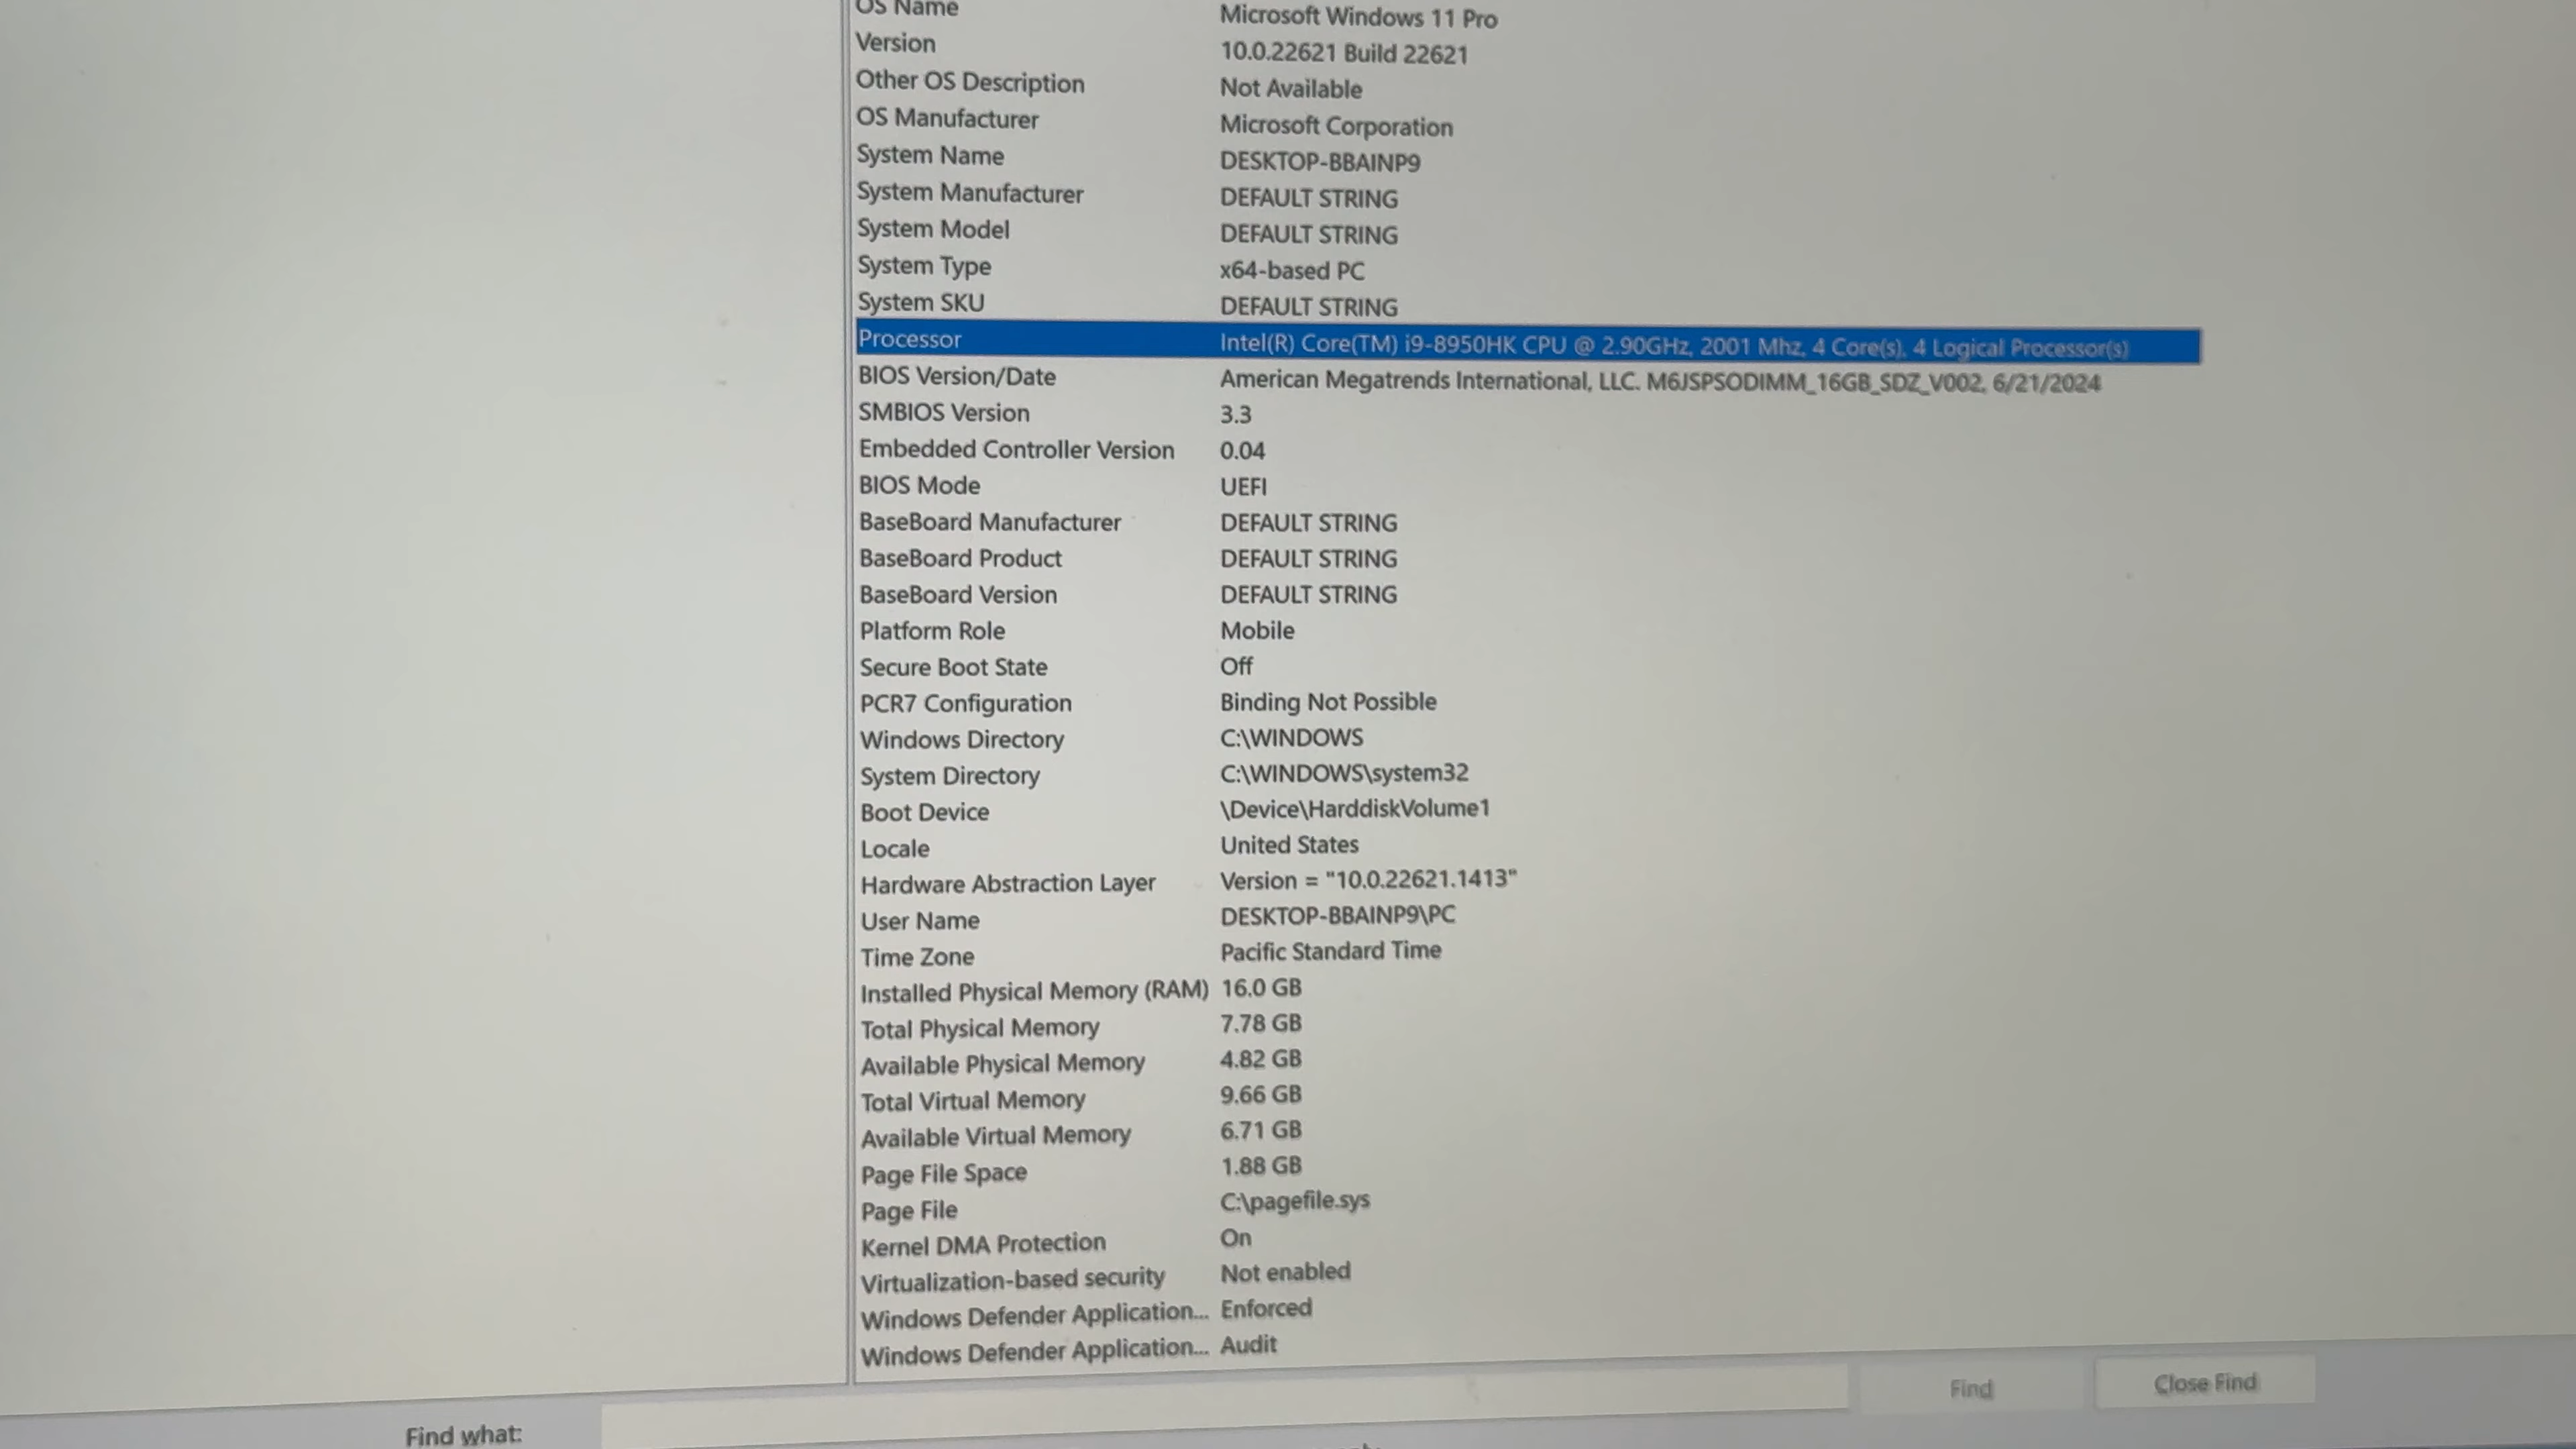 OS Name Microsoft Windows 11 Pro
Version 10.0.22621 Build 22621
Other OS Description Not Available
OS Manufacturer Microsoft Corporation
System Name DESKTOP-BBAINP9
System Manufacturer DEFAULT STRING
System Model DEFAULT STRING
System Type x64-based PC
System SKU DEFAULT STRING
Processor Intel(R) Core(TM) i9-8950HK CPU @ 2.90GHz, 2001 Mhz, 4 Core(s), 4 Logical Processor(s)
BIOS Version/Date American Megatrends International, LLC. M6JSPSODIMM_16GB_SDZ_V002, 6/21/2024
SMBIOS Version 3.3
Embedded Controller Version 0.04
BIOS Mode UEFI
BaseBoard Manufacturer DEFAULT STRING
BaseBoard Product DEFAULT STRING
BaseBoard Version DEFAULT STRING
Platform Role Mobile
Secure Boot State Off
PCR7 Configuration Binding Not Possible
Windows Directory C:\WINDOWS
System Directory C:\WINDOWS\system32
Boot Device \Device\HarddiskVolume1
Locale United States
Hardware Abstraction Layer Version = "10.0.22621.1413"
User Name DESKTOP-BBAINP9\PC
Time Zone Pacific Standard Time
Installed Physical Memory (RAM) 16.0 GB
Total Physical Memory 7.78 GB
Available Physical Memory 4.82 GB
Total Virtual Memory 9.66 GB
Available Virtual Memory 6.71 GB
Page File Space 1.88 GB
Page File C:\pagefile.sys
Kernel DMA Protection On
Virtualization-based security Not enabled
Windows Defender Application... Enforced
Windows Defender Application... Audit
Find what: Find Close Find